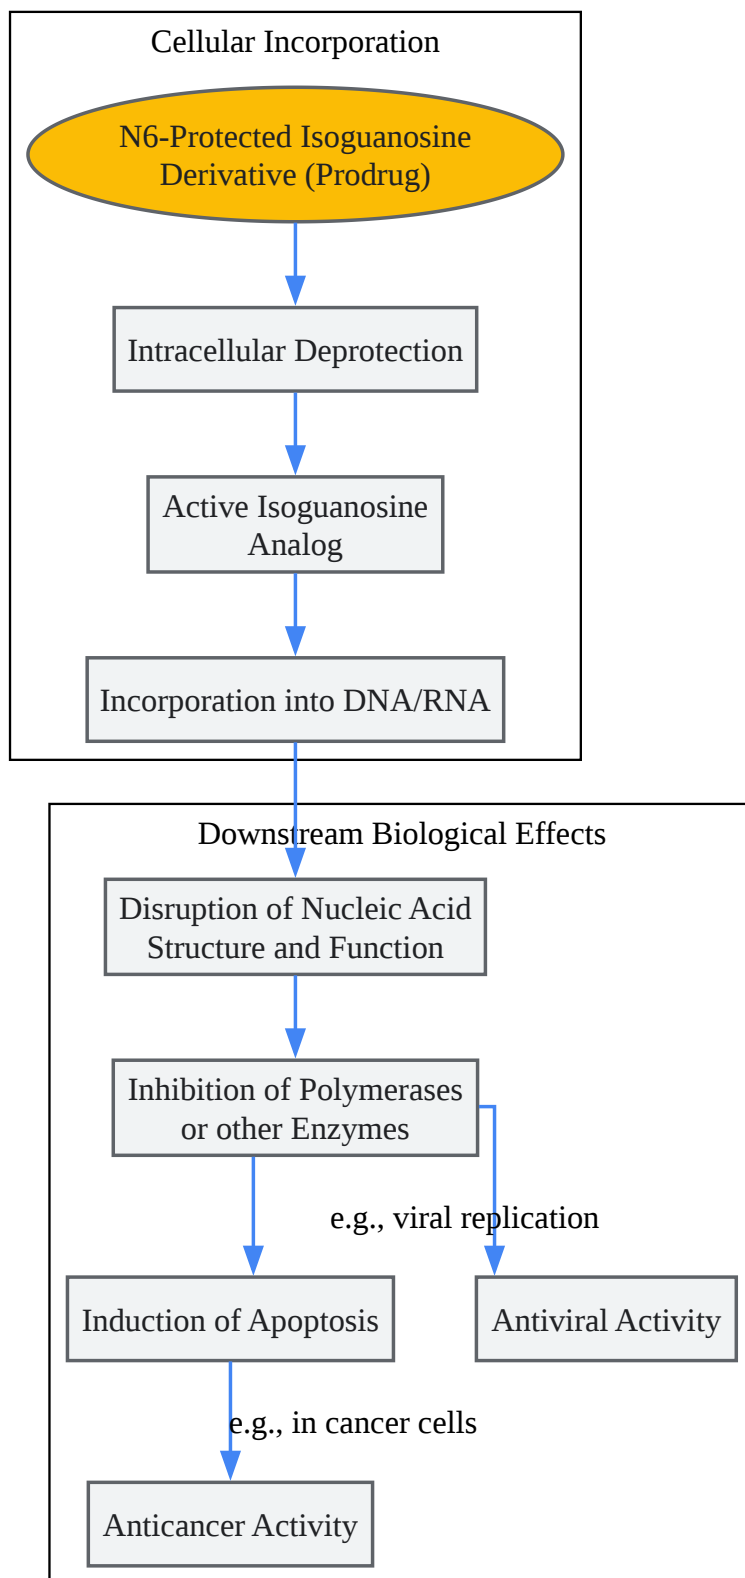 Cellular Incorporation
N6-Protected Isoguanosine
Derivative (Prodrug)
Intracellular Deprotection
Active Isoguanosine
Analog
Incorporation into DNA/RNA
Downstream Biological Effects
Disruption of Nucleic Acid
Structure and Function
Inhibition of Polymerases
or other Enzymes
e.g., viral replication
Induction of Apoptosis
Antiviral Activity
e.g., in cancer cells
Anticancer Activity